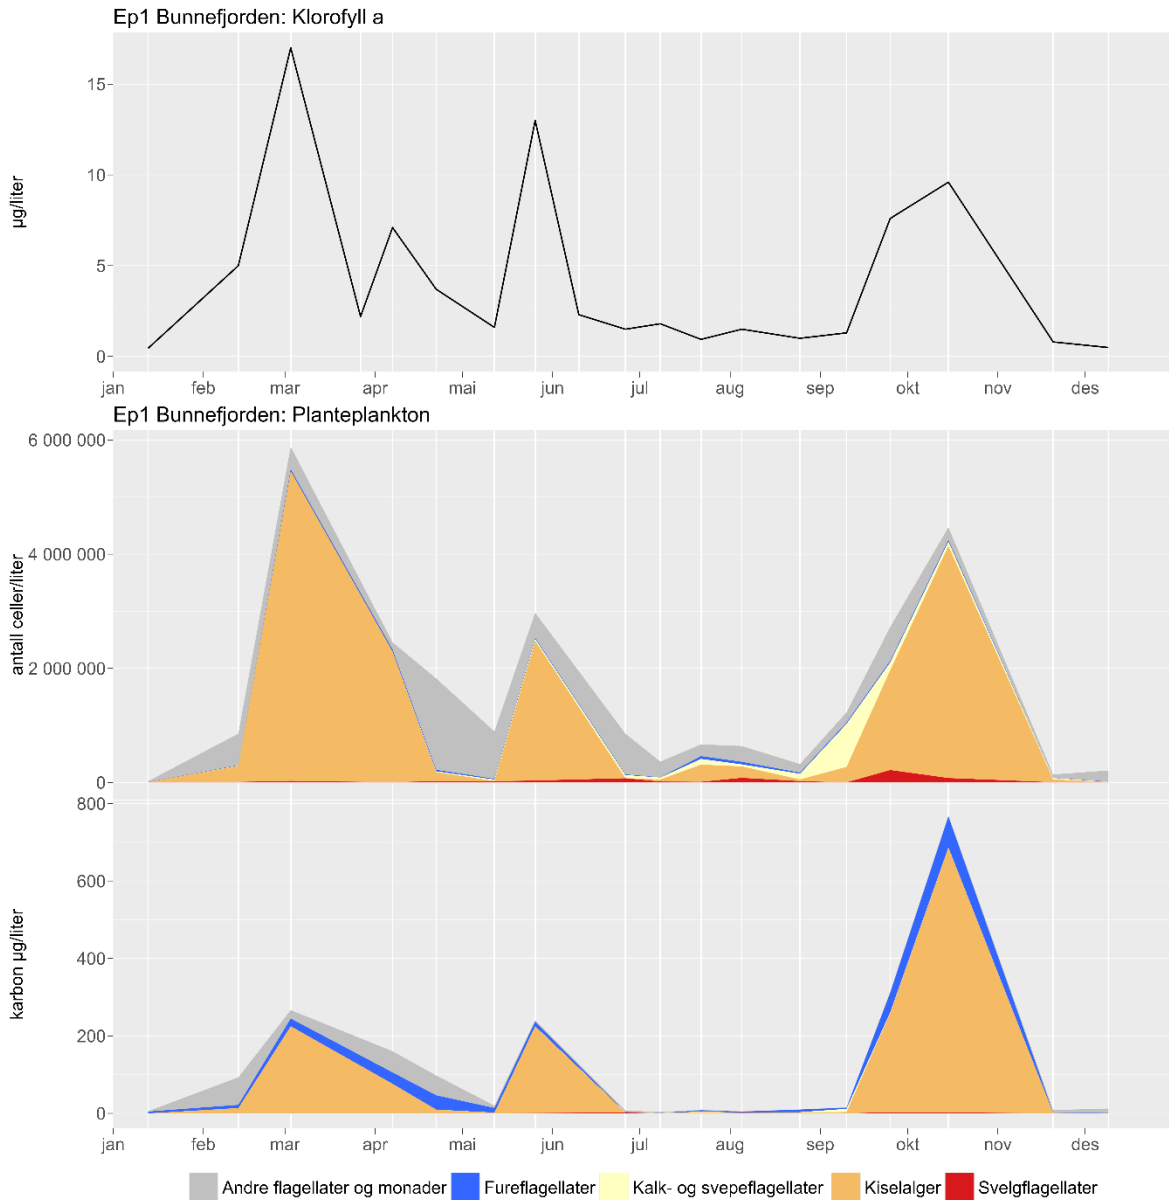 Ep1 Bunnefjorden: Klorofyll a
µg/liter
15
10
5
0
jan feb mar apr mai jun jul aug sep okt nov des
Ep1 Bunnefjorden: Planteplankton
antall celler/liter
6 000 000
4 000 000
2 000 000
0
karbon µg/liter
800
600
400
200
0
jan feb mar apr mai jun jul aug sep okt nov des
Andre flagellater og monader Fureflagellater Kalk- og svepeflagellater Kiselalger Svelgflagellater